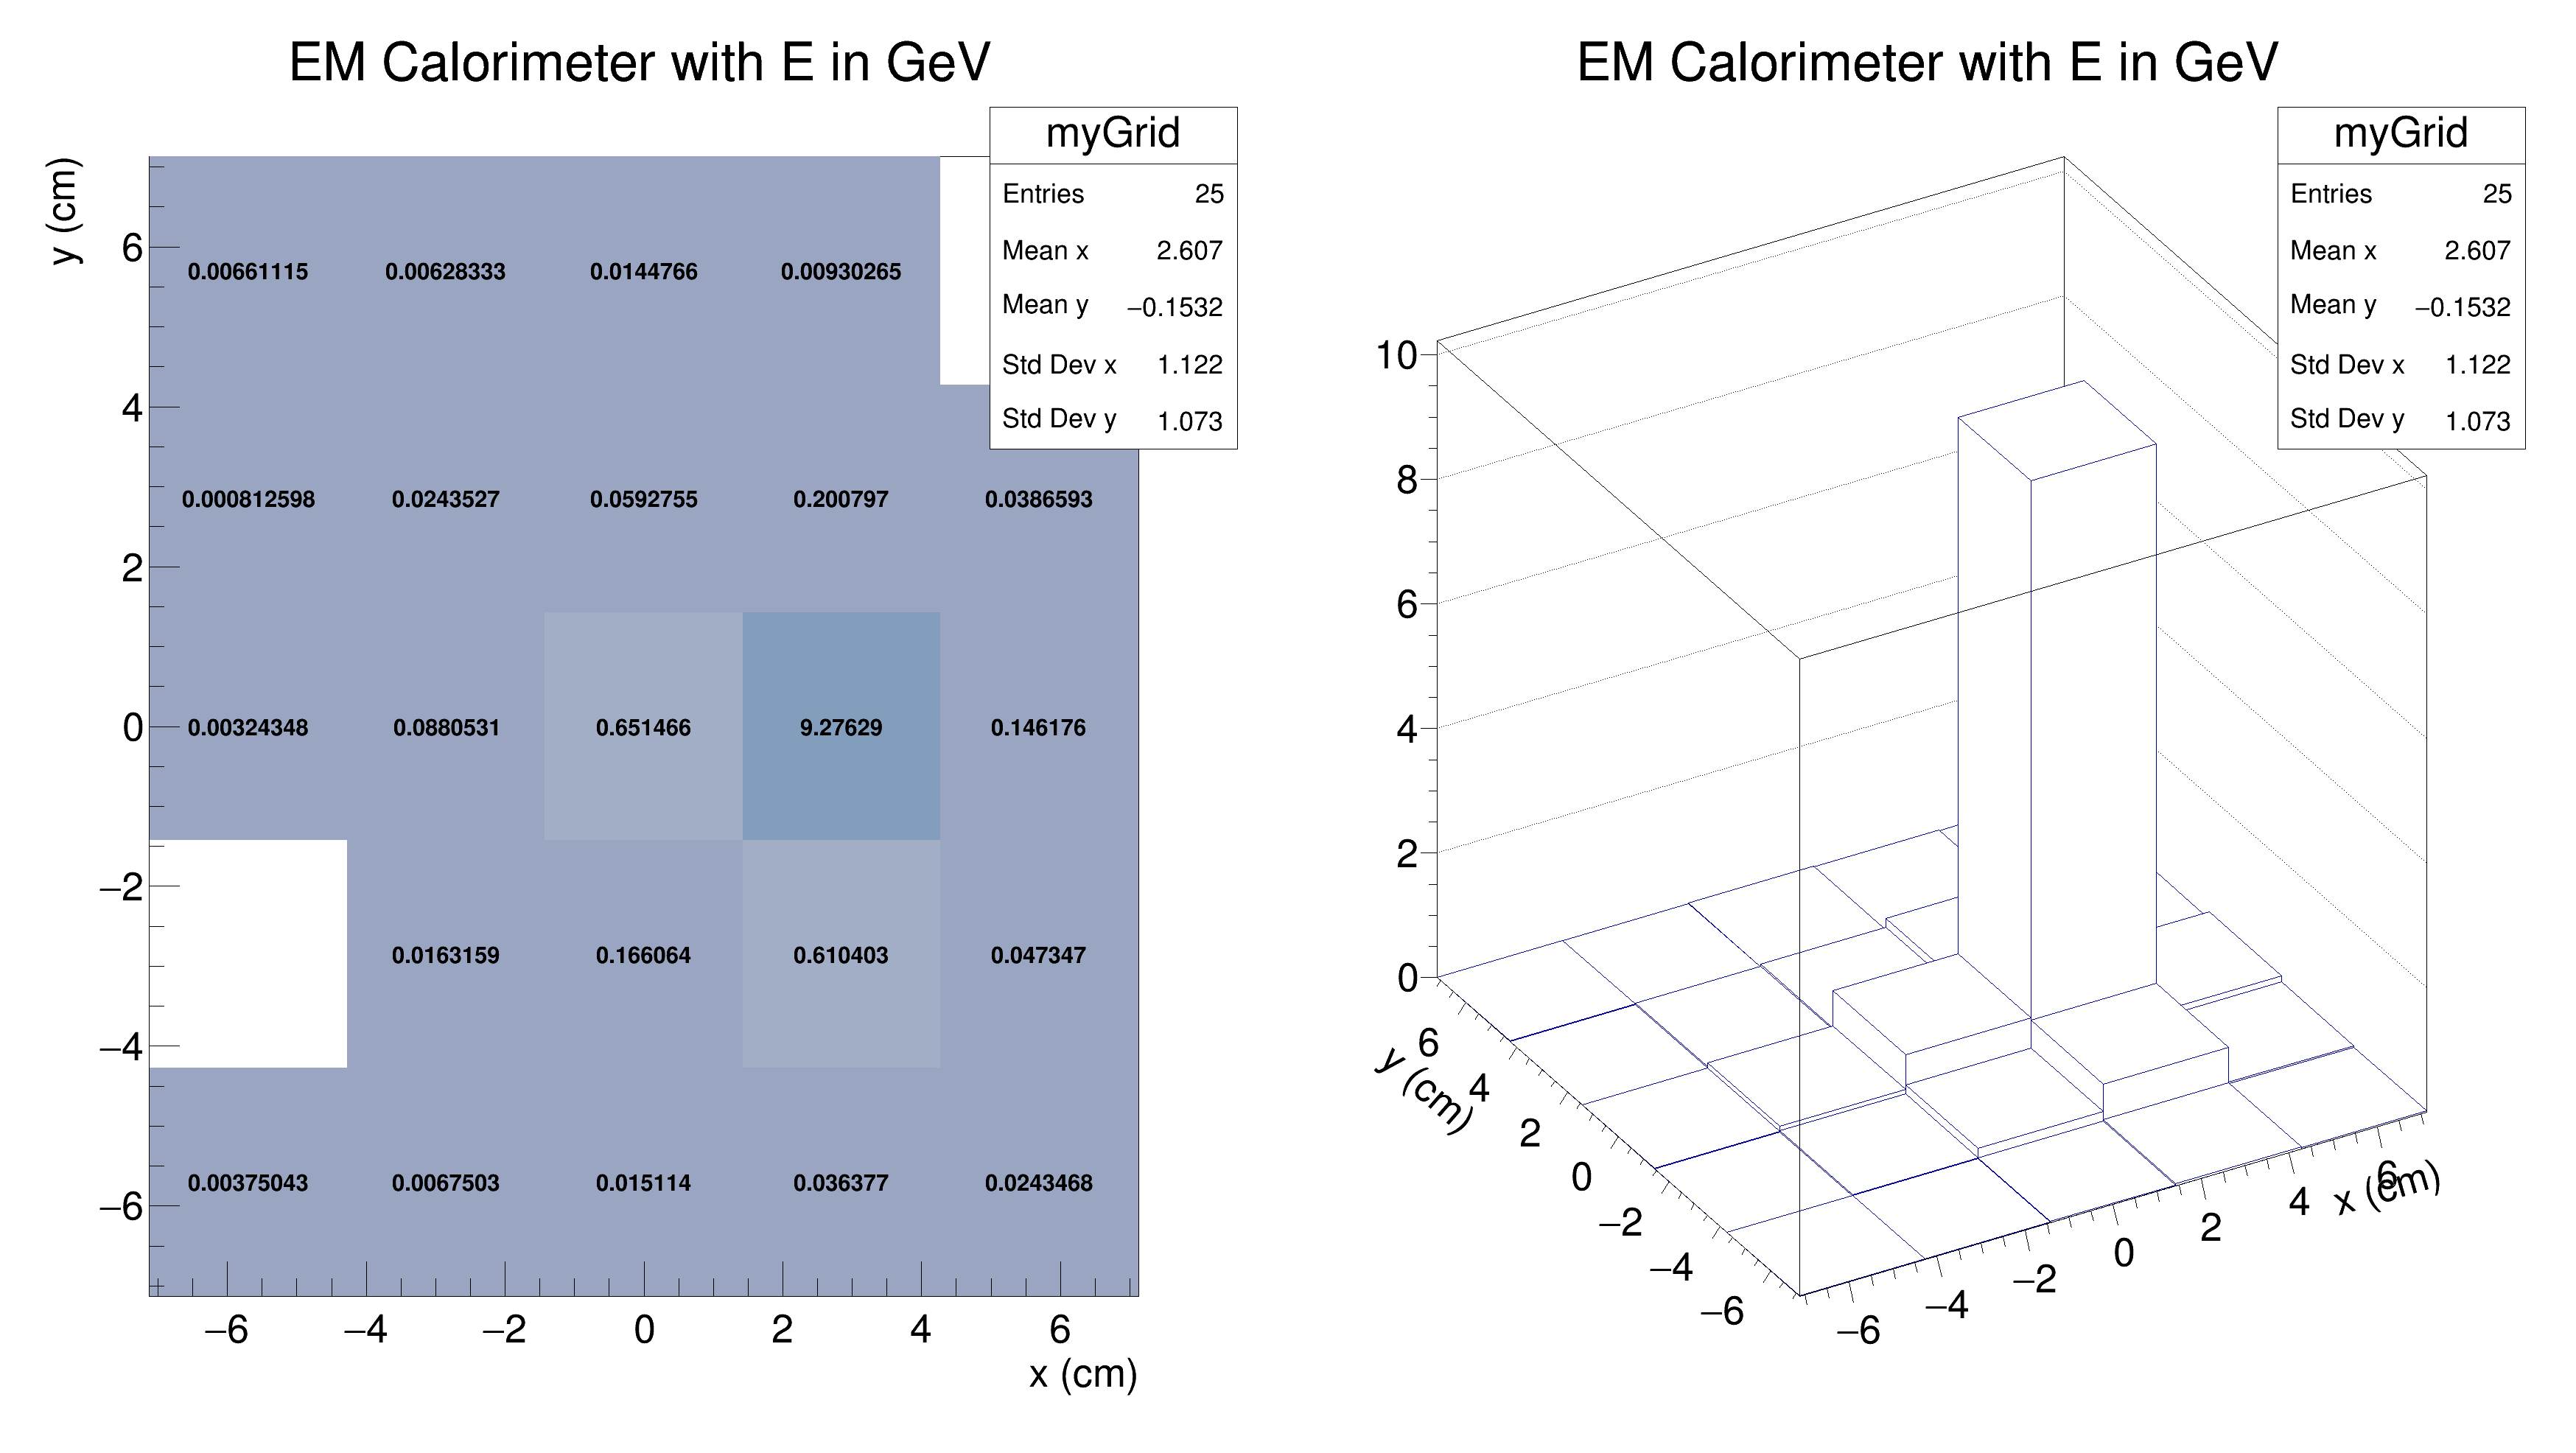 EM Calorimeter with E in GeV
myGrid
Entries 25
Mean x 2.607
Mean y −0.1532
Std Dev x 1.122
Std Dev y 1.073
y (cm)
6
4
2
0
−2
−4
−6
0.00661115 0.00628333 0.0144766 0.00930265
0.000812598 0.0243527 0.0592755 0.200797 0.0386593
0.00324348 0.0880531 0.651466 9.27629 0.146176
0.0163159 0.166064 0.610403 0.047347
0.00375043 0.0067503 0.015114 0.036377 0.0243468
−6 −4 −2 0 2 4 6
x (cm)
EM Calorimeter with E in GeV
myGrid
Entries 25
Mean x 2.607
Mean y −0.1532
Std Dev x 1.122
Std Dev y 1.073
10
8
6
4
2
0
y (cm)
6
4
2
0
−2
−4
−6
−6 −4 −2 0 2 4 6
x (cm)